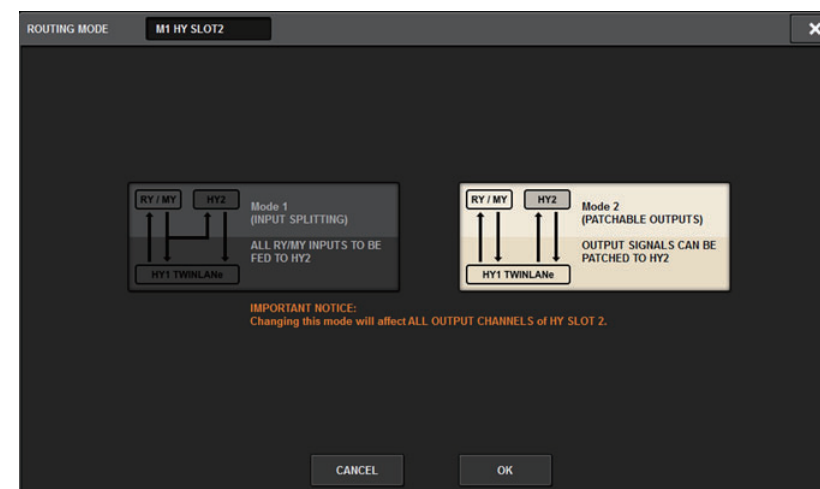 ROUTING MODE
M1 HY SLOT2
RY / MY
HY2
HY1 TWINLANe
Mode 1
(INPUT SPLITTING)
ALL RY/MY INPUTS TO BE
FED TO HY2
RY / MY
HY2
HY1 TWINLANe
Mode 2
(PATCHABLE OUTPUTS)
OUTPUT SIGNALS CAN BE
PATCHED TO HY2
IMPORTANT NOTICE:
Changing this mode will affect ALL OUTPUT CHANNELS of HY SLOT 2.
CANCEL
OK